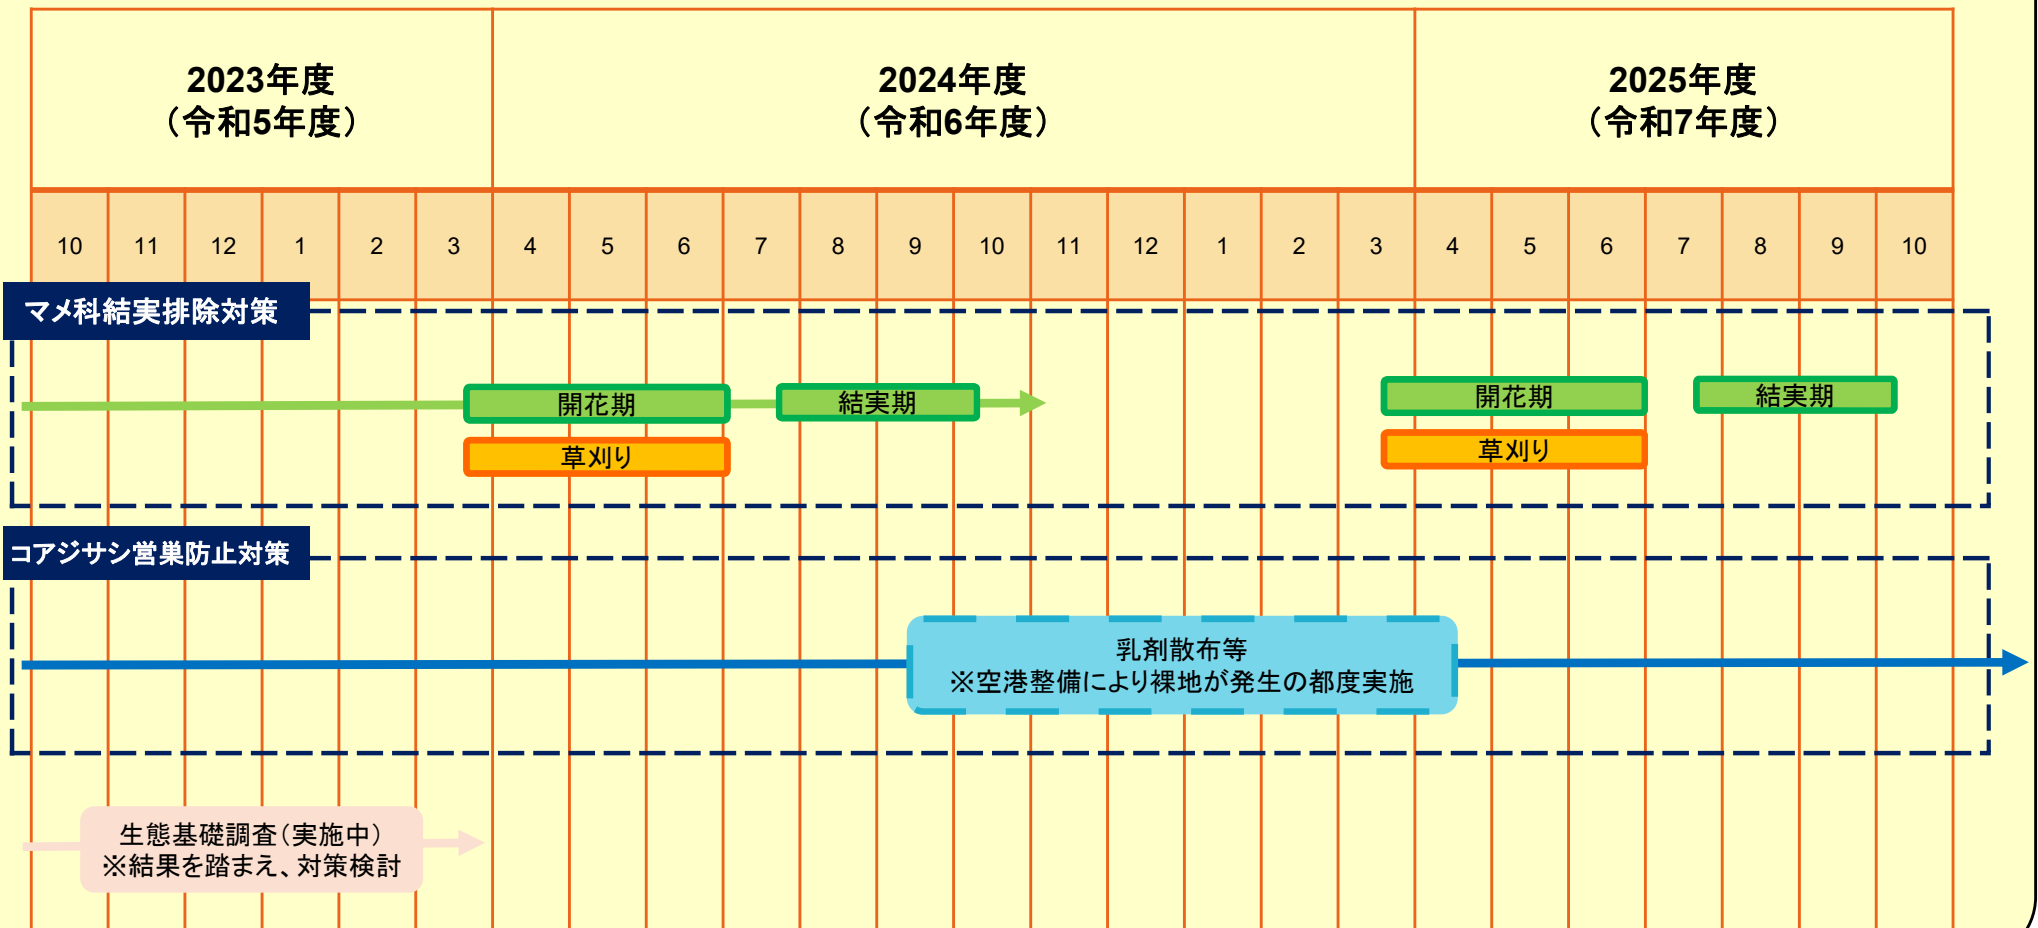 2023年度
（令和5年度）
2024年度
（令和6年度）
2025年度
（令和7年度）
10 11 12 1 2 3 4 5 6 7 8 9 10 11 12 1 2 3 4 5 6 7 8 9 10
マメ科結実排除対策
開花期 結実期 開花期 結実期
草刈り 草刈り
コアジサシ営巣防止対策
乳剤散布等
※空港整備により裸地が発生の都度実施
生態基礎調査（実施中）
※結果を踏まえ、対策検討